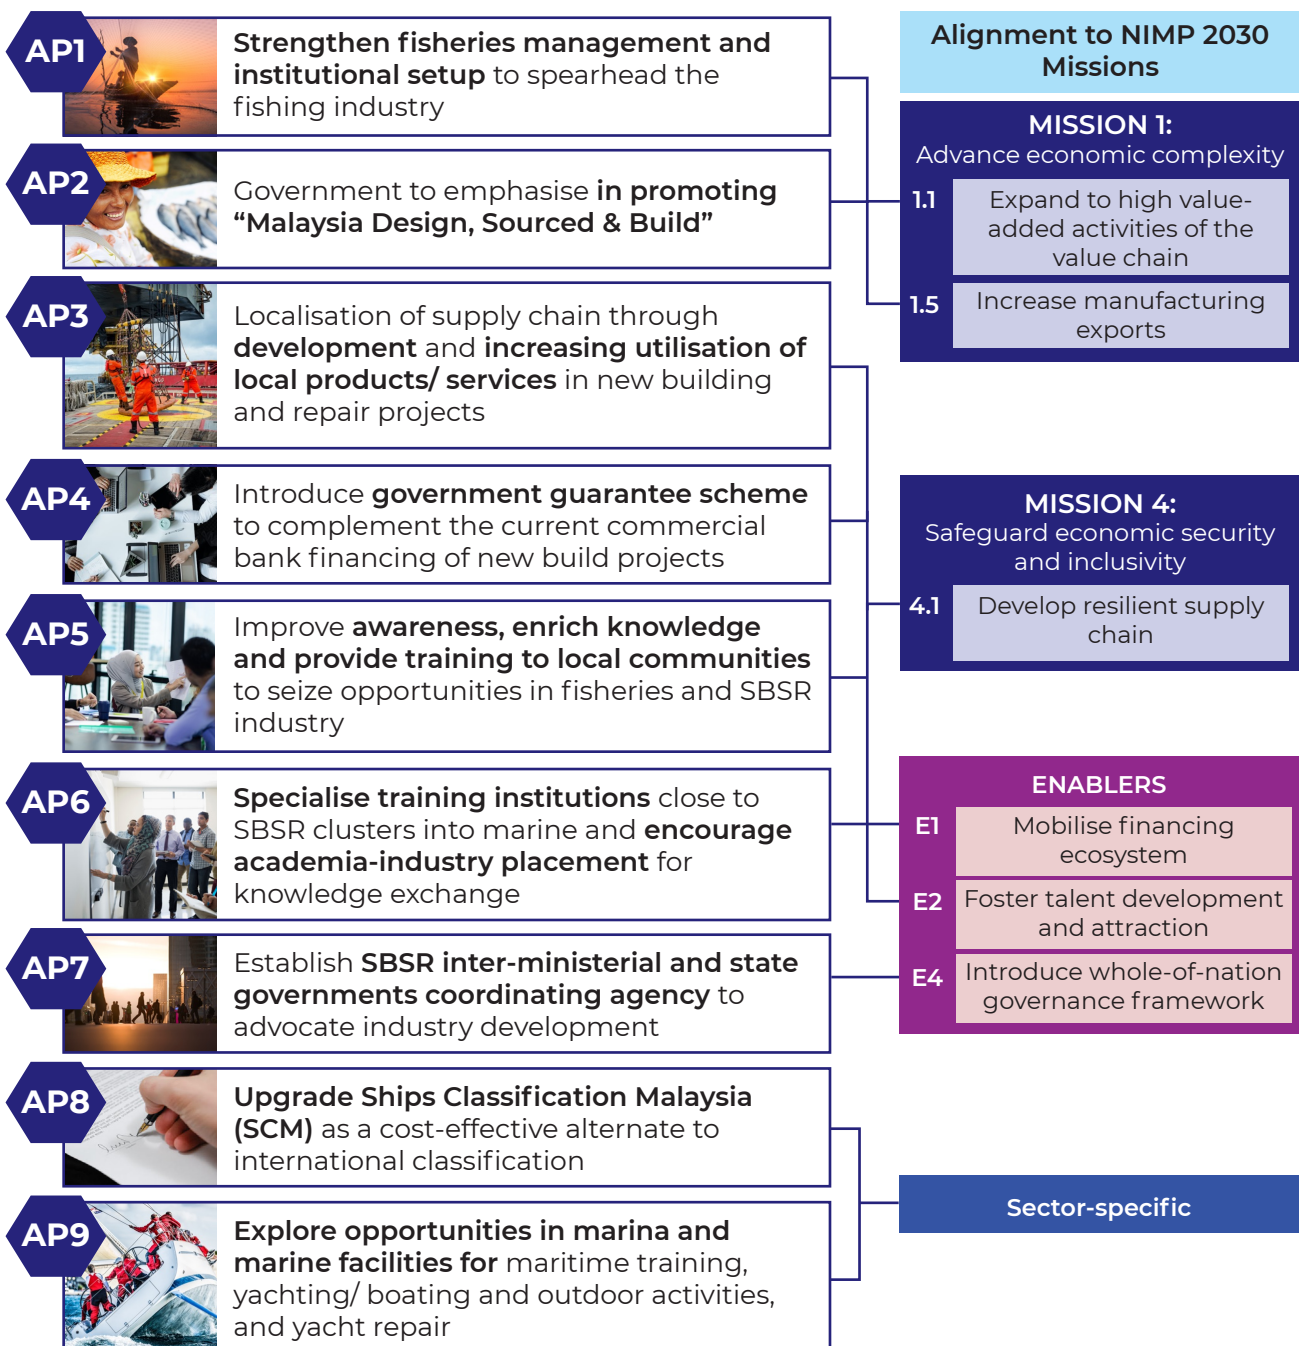 AP1
Strengthen fisheries management and
institutional setup to spearhead the
fishing industry
AP2
Government to emphasise in promoting
“Malaysia Design, Sourced & Build”
AP3
Localisation of supply chain through
development and increasing utilisation of
local products/ services in new building
and repair projects
AP4
Introduce government guarantee scheme
to complement the current commercial
bank financing of new build projects
AP5
Improve awareness, enrich knowledge
and provide training to local communities
to seize opportunities in fisheries and SBSR
industry
AP6
Specialise training institutions close to
SBSR clusters into marine and encourage
academia-industry placement for
knowledge exchange
AP7
Establish SBSR inter-ministerial and state
governments coordinating agency to
advocate industry development
AP8
Upgrade Ships Classification Malaysia
(SCM) as a cost-effective alternate to
international classification
AP9
Explore opportunities in marina and
marine facilities for maritime training,
yachting/ boating and outdoor activities,
and yacht repair
Alignment to NIMP 2030
Missions
MISSION 1:
Advance economic complexity
1.1
Expand to high value-
added activities of the
value chain
1.5
Increase manufacturing
exports
MISSION 4:
Safeguard economic security
and inclusivity
4.1
Develop resilient supply
chain
ENABLERS
E1
Mobilise financing
ecosystem
E2
Foster talent development
and attraction
E4
Introduce whole-of-nation
governance framework
Sector-specific